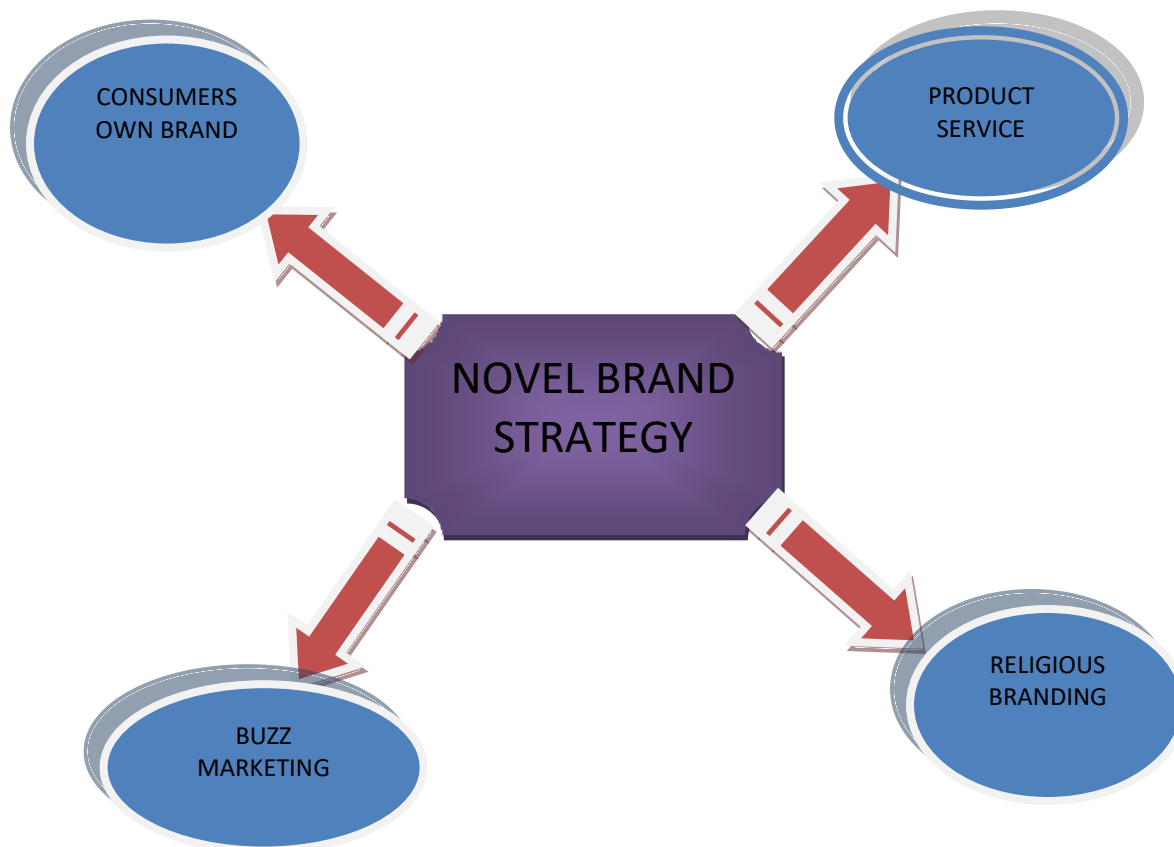 CONSUMERS
OWN BRAND
PRODUCT
SERVICE
NOVEL BRAND
STRATEGY
BUZZ
MARKETING
RELIGIOUS
BRANDING